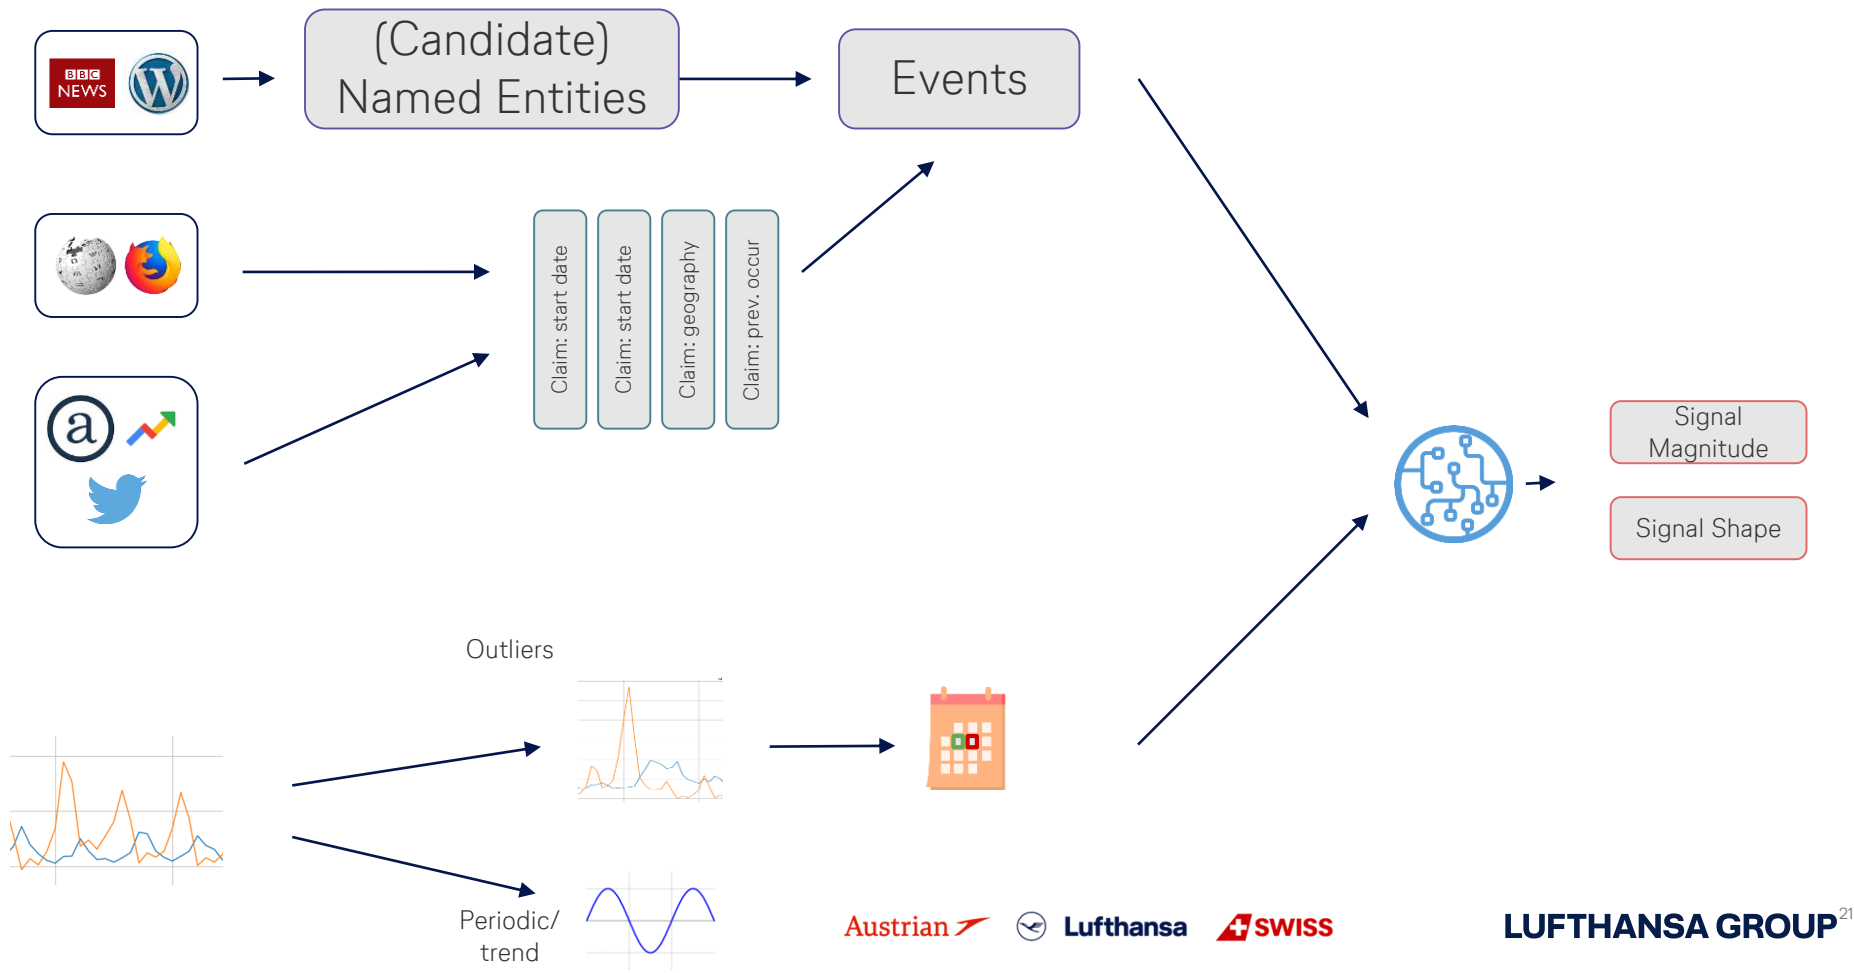 BBC
NEWS
W
(Candidate)
Named Entities
Events
Claim: start date
Claim: start date
Claim: geography
Claim: prev. occur
a
Signal
Magnitude
Signal Shape
Outliers
Periodic/
trend
Austrian
Lufthansa
SWISS
LUFTHANSA GROUP
21